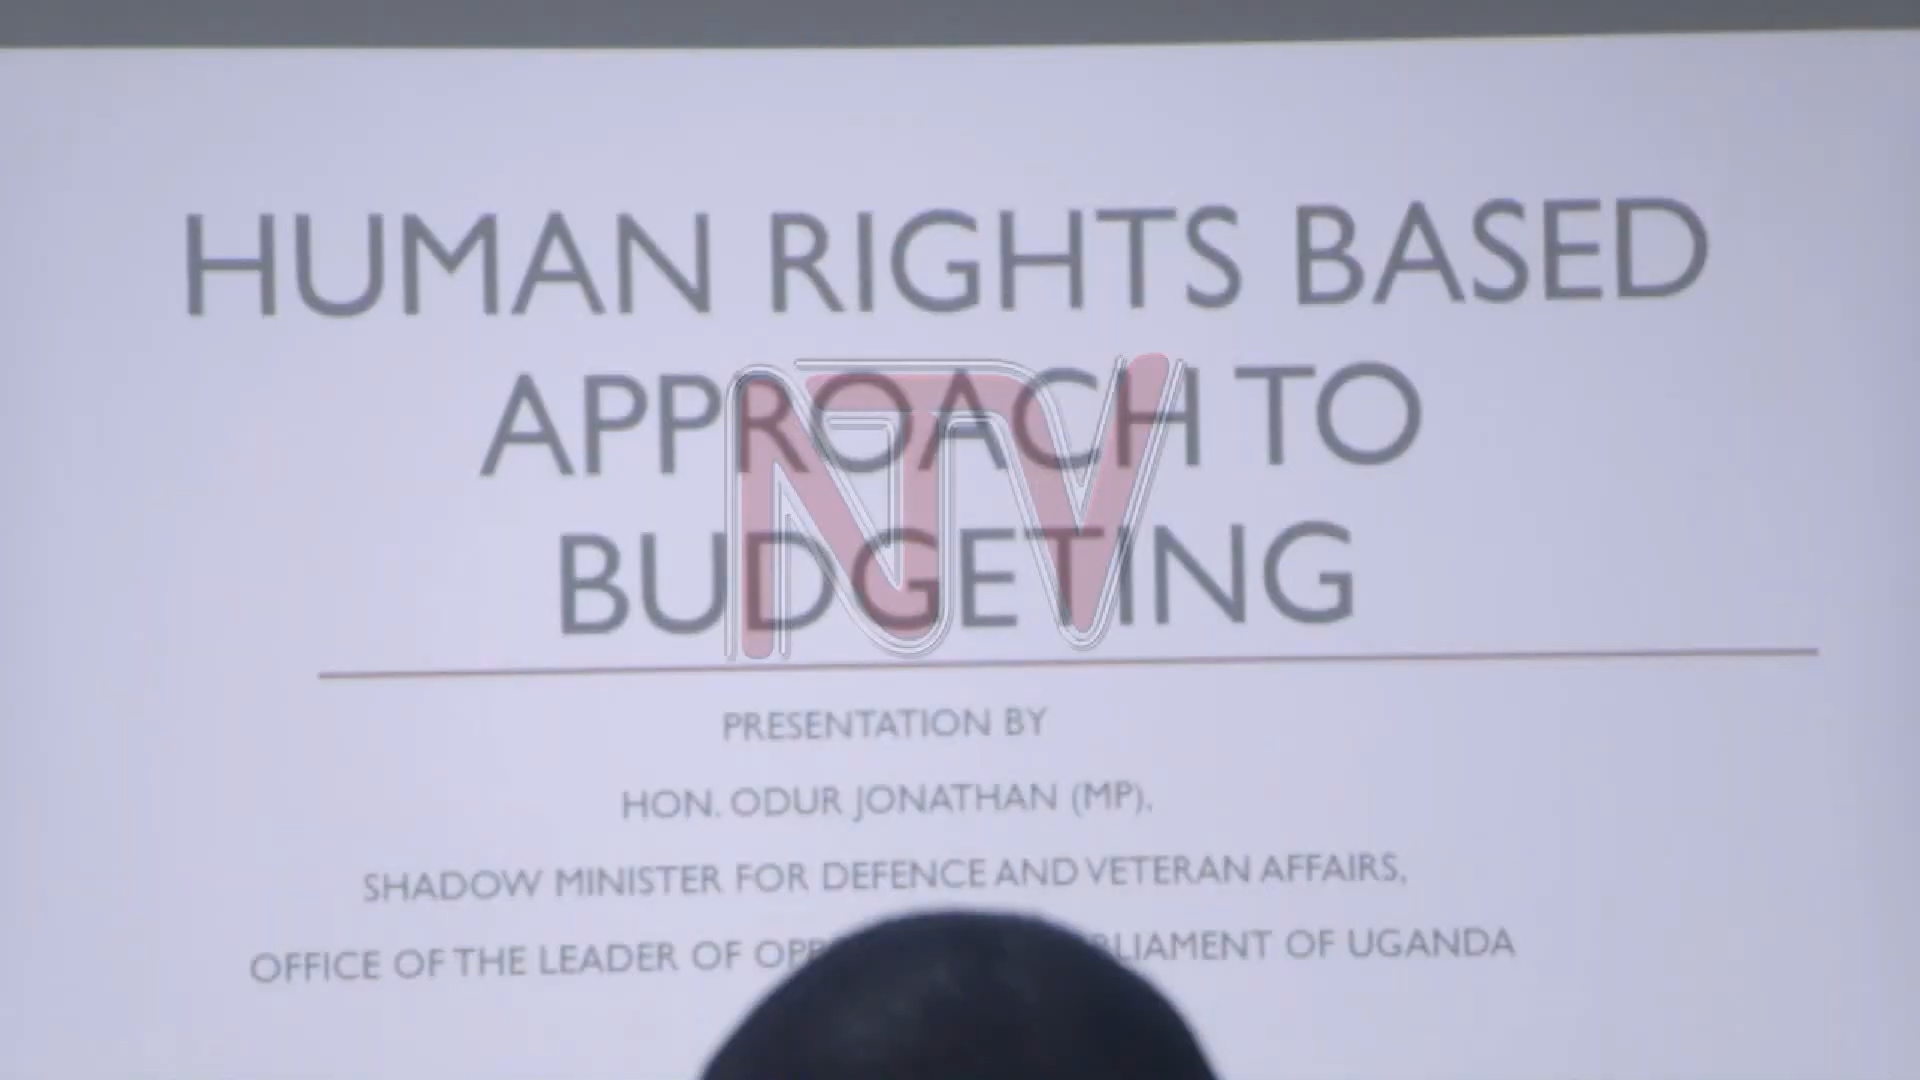 HUMAN RIGHTS BASED
APPROACH TO
BUDGETING
NTV
PRESENTATION BY
HON. ODUR JONATHAN (MP),
SHADOW MINISTER FOR DEFENCE AND VETERAN AFFAIRS,
OFFICE OF THE LEADER OF OF UGANDA